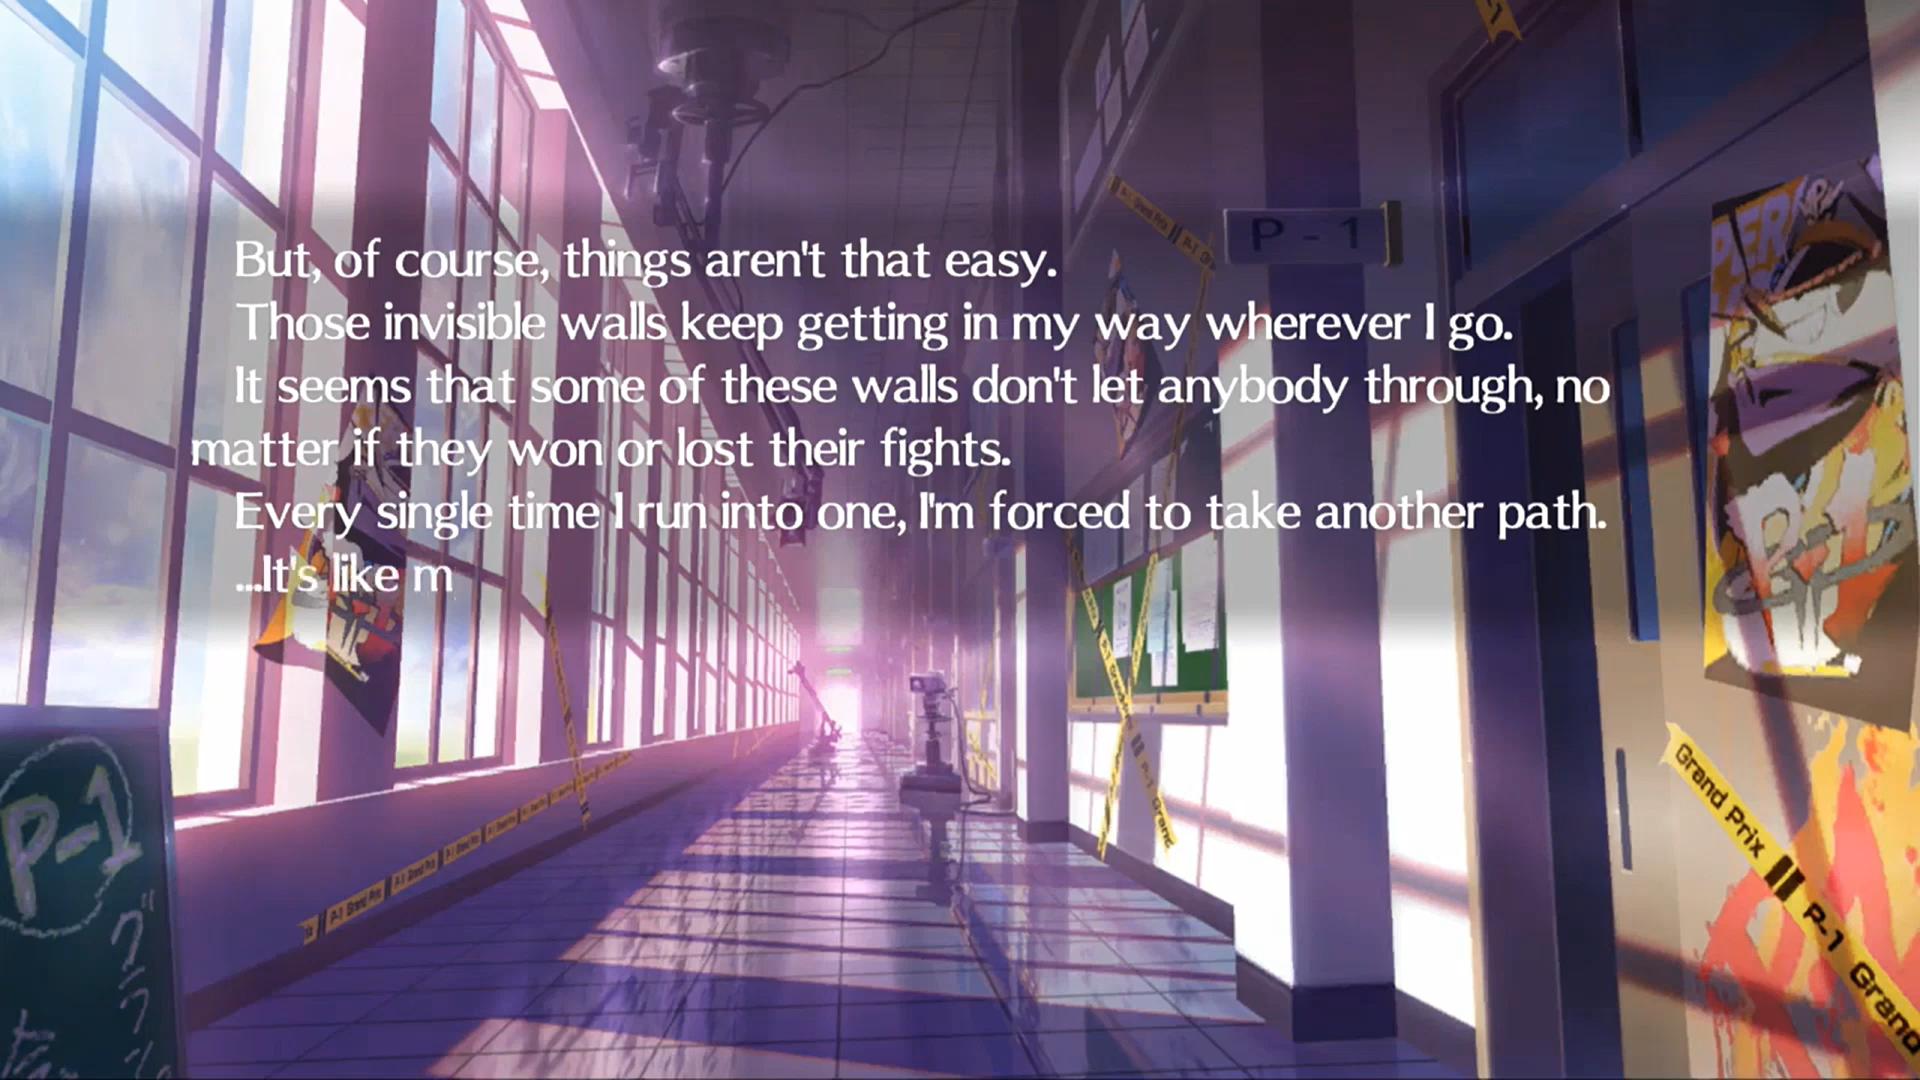 But, of course, things aren't that easy.
Those invisible walls keep getting in my way wherever I go.
It seems that some of these walls don't let anybody through, no
matter if they won or lost their fights.
Every single time I run into one, I'm forced to take another path.
...It's like m
P-1
P-1
Grand Prix
P-1 Grand
P-1 Grand